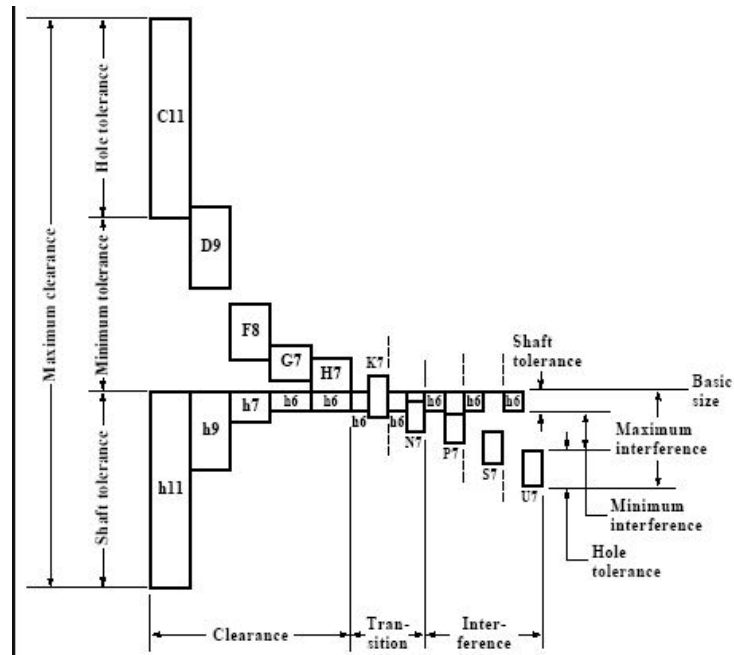 Maximum clearance
Hole tolerance
Minimum tolerance
Shaft tolerance
C11
D9
F8
G7
H7
K7
h11
h9
h7
h6
h6
h6
h6
N7
h6
P7
h6
S7
h6
U7
Shaft
tolerance
Basic
size
Maximum
interference
Minimum
interference
Hole
tolerance
Clearance
Tran-
sition
Inter-
ference